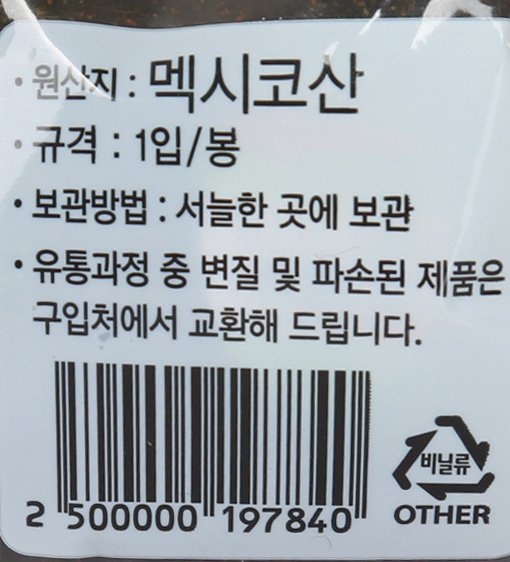 • 원산지 : 멕시코산
• 규격 : 1입/봉
• 보관방법 : 서늘한 곳에 보관
• 유통과정 중 변질 및 파손된 제품은
구입처에서 교환해 드립니다.
비닐류
OTHER
2 500000 197840